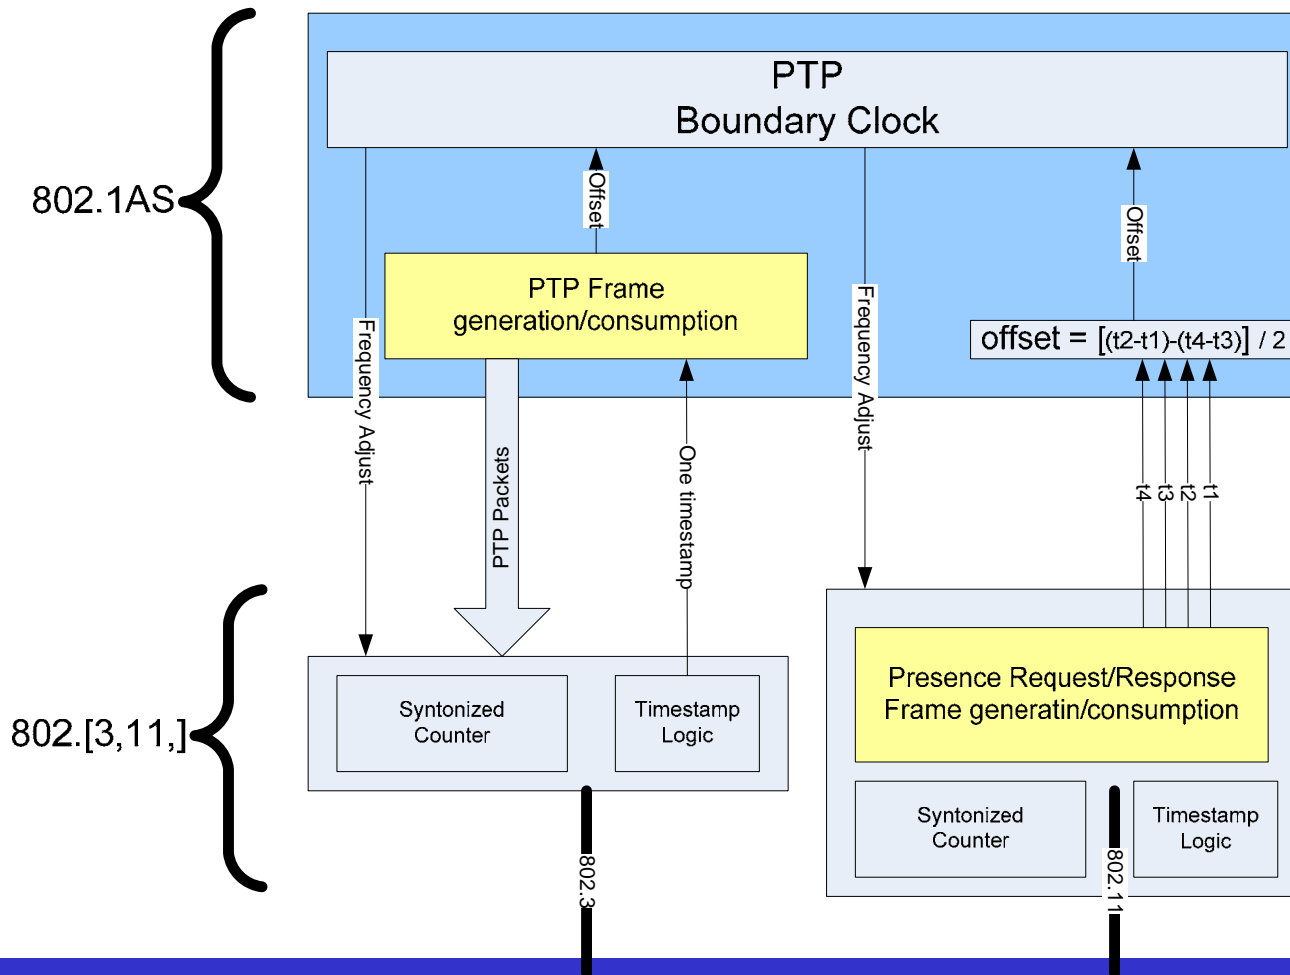 PTP
Boundary Clock
802.1AS
Offset
Offset
PTP Frame
generation/consumption
Frequency Adjust
Frequency Adjust
offset = [(t2-t1)-(t4-t3)] / 2
PTP Packets
One timestamp
t4
t3
t2
t1
802.[3,11,]
Syntonized
Counter
Timestamp
Logic
Presence Request/Response
Frame generatin/consumption
Syntonized
Counter
Timestamp
Logic
802.3
802.11